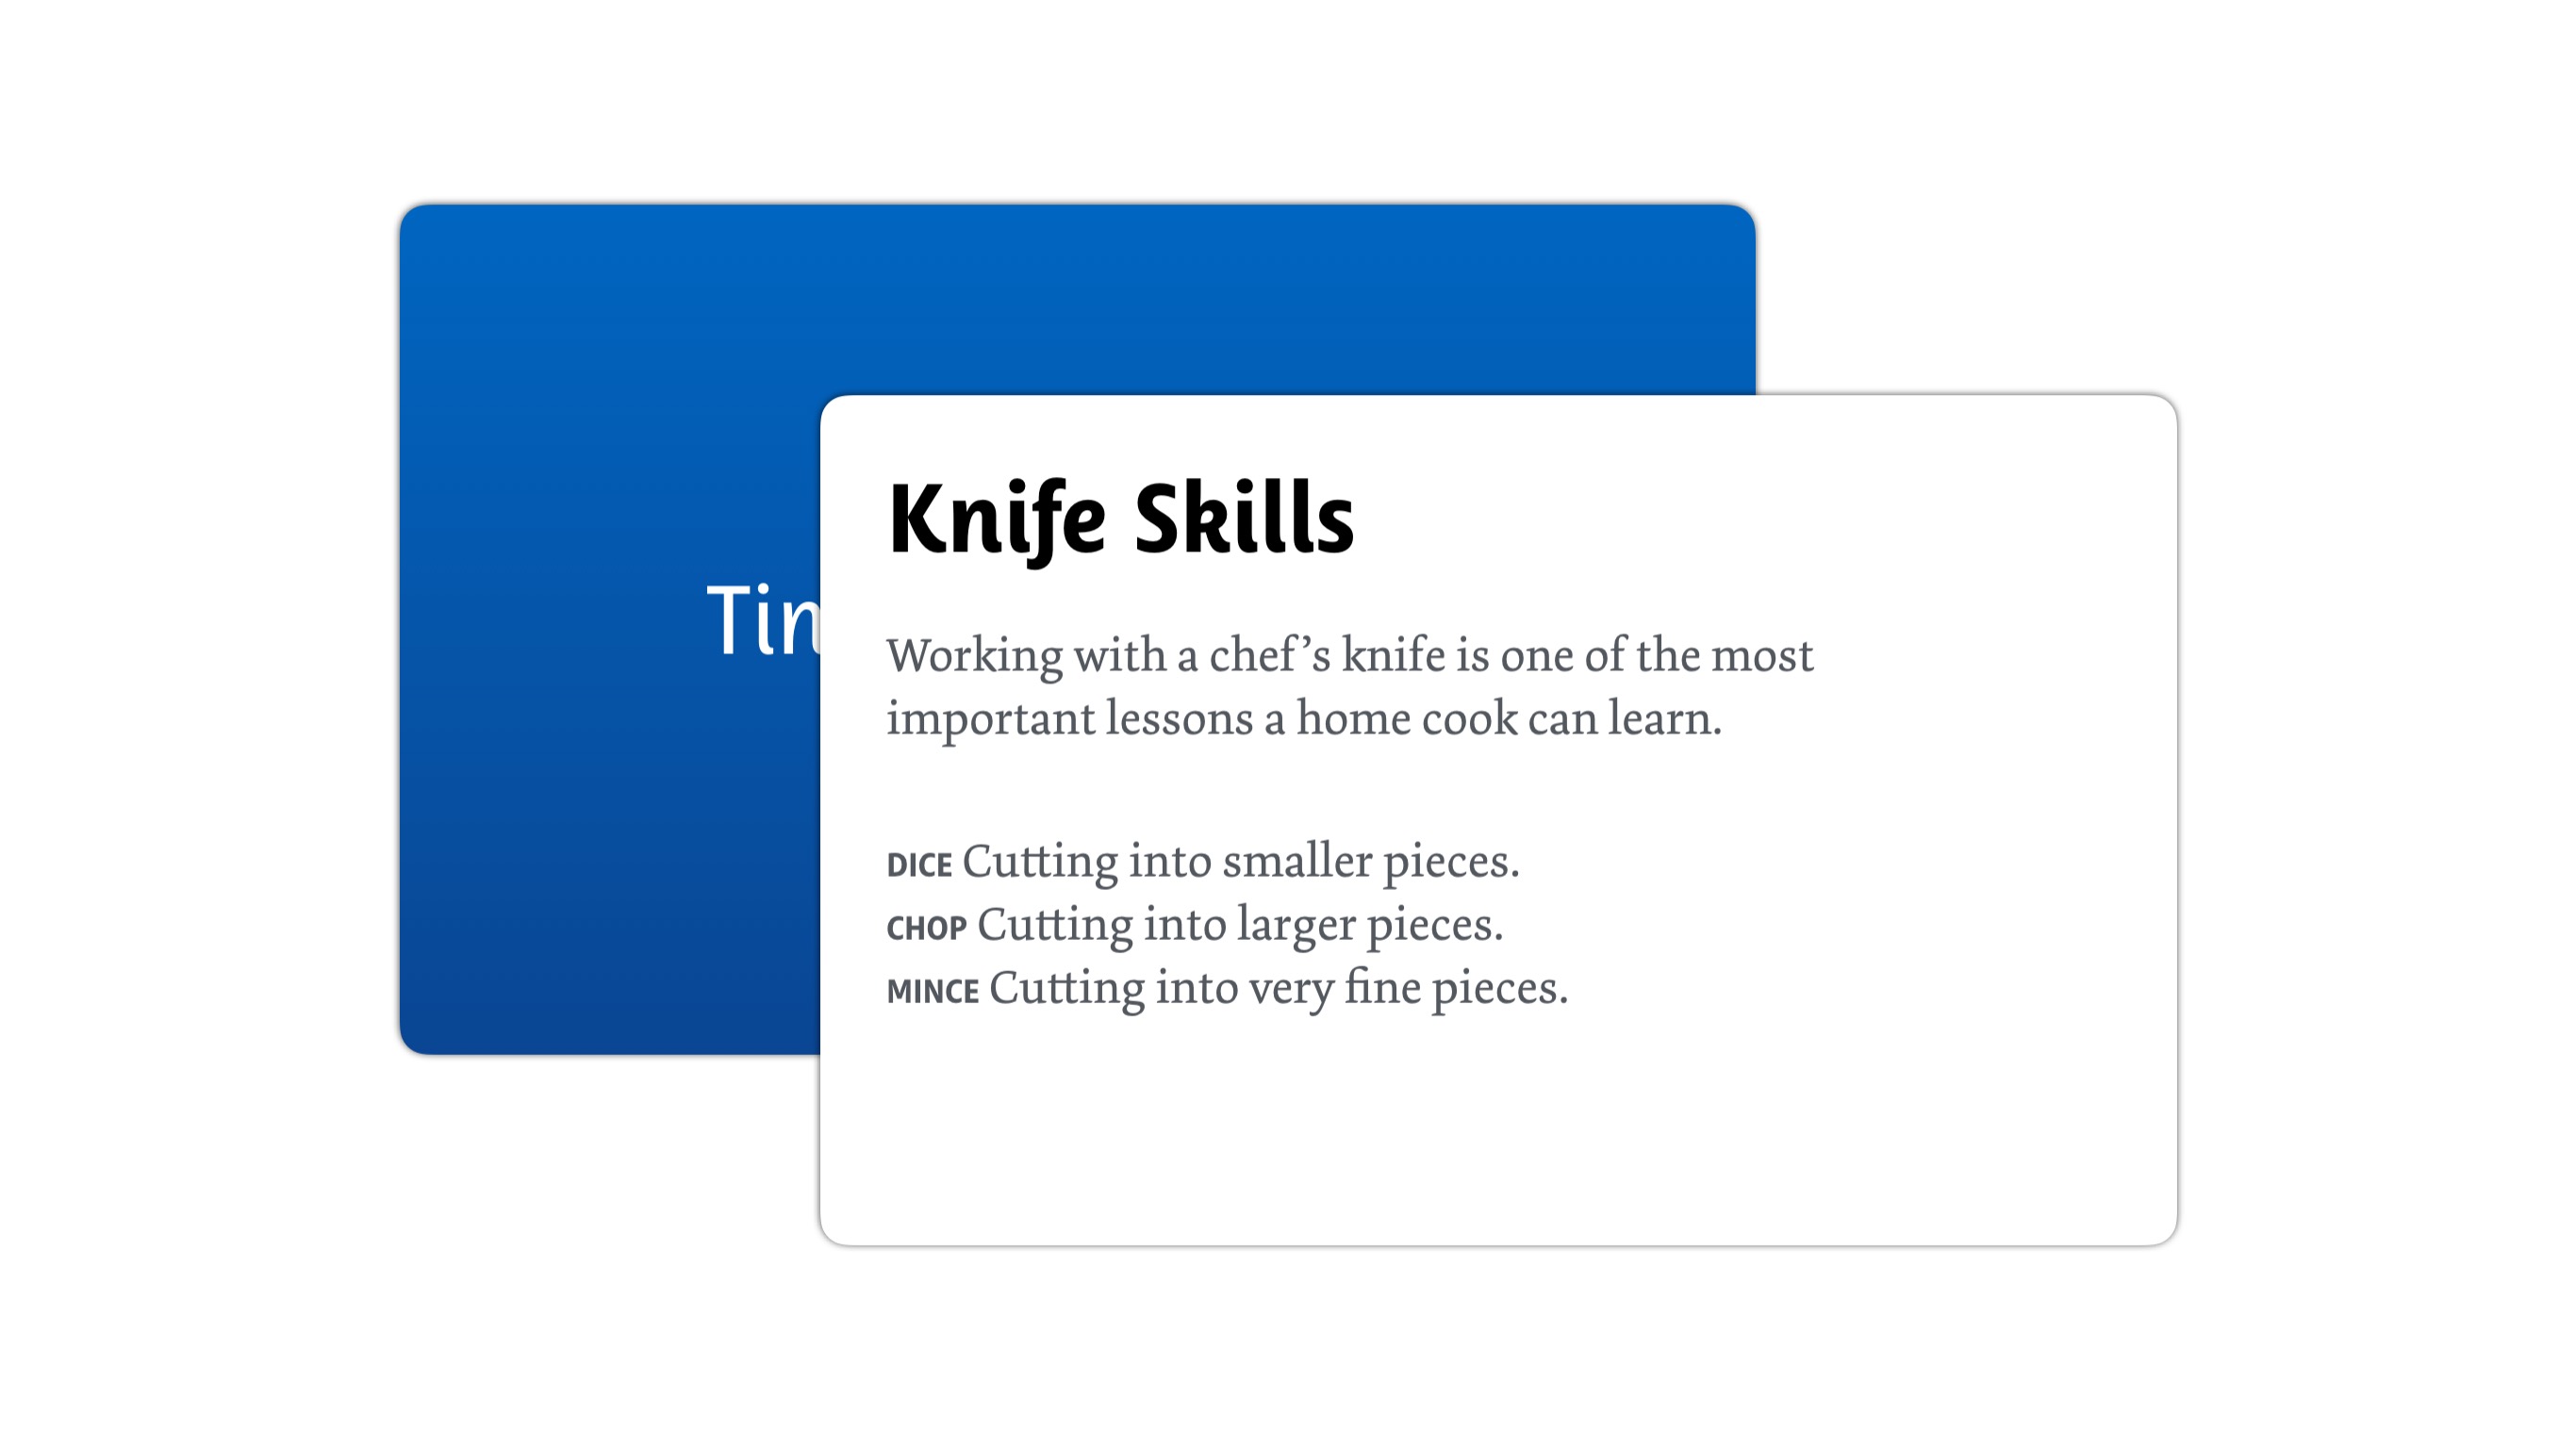 Knife Skills
Working with a chef’s knife is one of the most
important lessons a home cook can learn.
DICE Cutting into smaller pieces.
CHOP Cutting into larger pieces.
MINCE Cutting into very fine pieces.